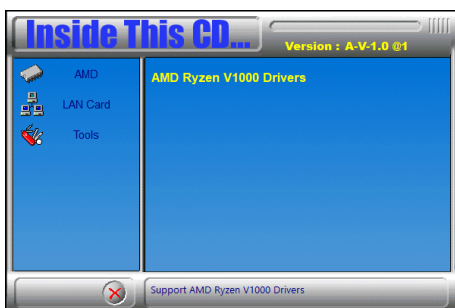 Inside This CD...
Version : A-V-1.0 @1
AMD
LAN Card
Tools
AMD Ryzen V1000 Drivers
Support AMD Ryzen V1000 Drivers